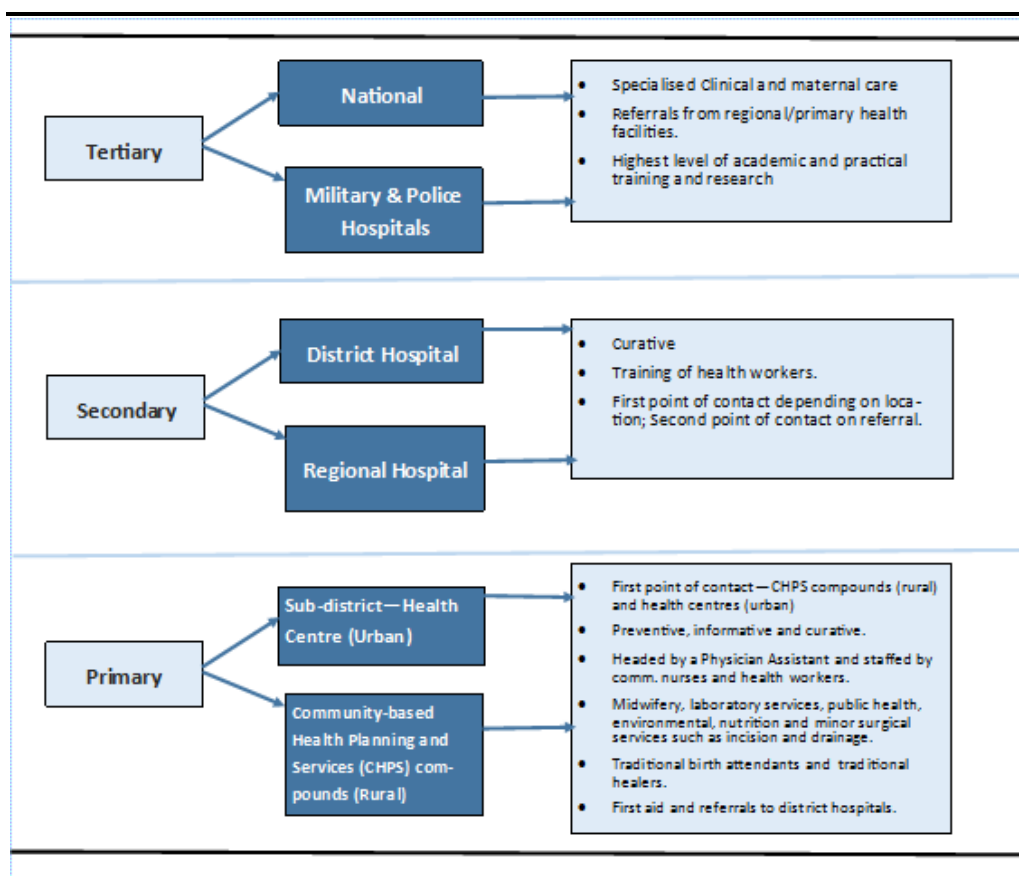 Tertiary
National
Military & Police
Hospitals
• Specialised Clinical and maternal care
• Referrals from regional/primary health
facilities.
• Highest level of academic and practical
training and research
Secondary
District Hospital
Regional Hospital
• Curative
• Training of health workers.
• First point of contact depending on loca-
tion; Second point of contact on referral.
Primary
Sub-district—Health
Centre (Urban)
Community-based
Health Planning and
Services (CHPS) com-
pounds (Rural)
• First point of contact—CHPS compounds (rural)
and health centres (urban)
• Preventive, informative and curative.
• Headed by a Physician Assistant and staffed by
comm. nurses and health workers.
• Midwifery, laboratory services, public health,
environmental, nutrition and minor surgical
services such as incision and drainage.
• Traditional birth attendants and traditional
healers.
• First aid and referrals to district hospitals.